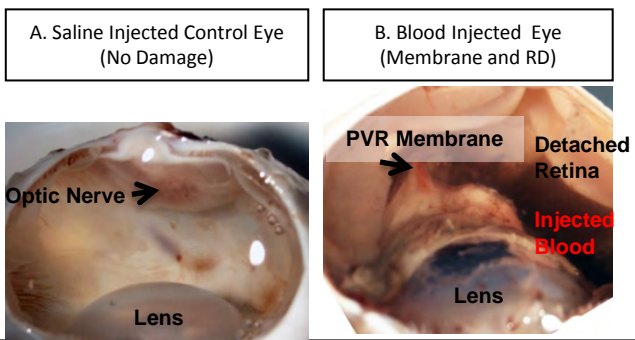 A. Saline Injected Control Eye
(No Damage)
B. Blood Injected Eye
(Membrane and RD)
Optic Nerve
Lens
PVR Membrane
Detached
Retina
Injected
Blood
Lens